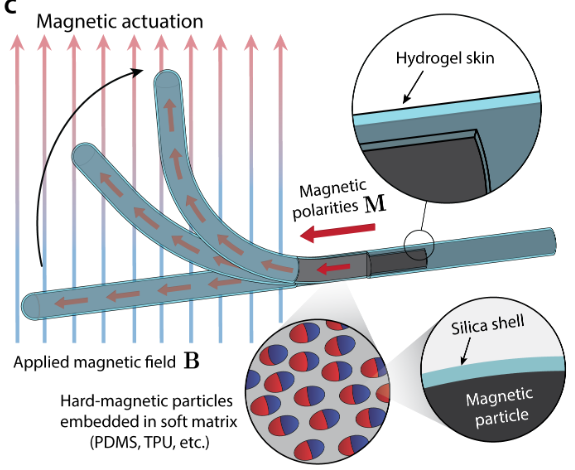 C
Magnetic actuation
Hydrogel skin
Magnetic
polarities M
Silica shell
Magnetic
particle
Applied magnetic field B
Hard-magnetic particles
embedded in soft matrix
(PDMS, TPU, etc.)